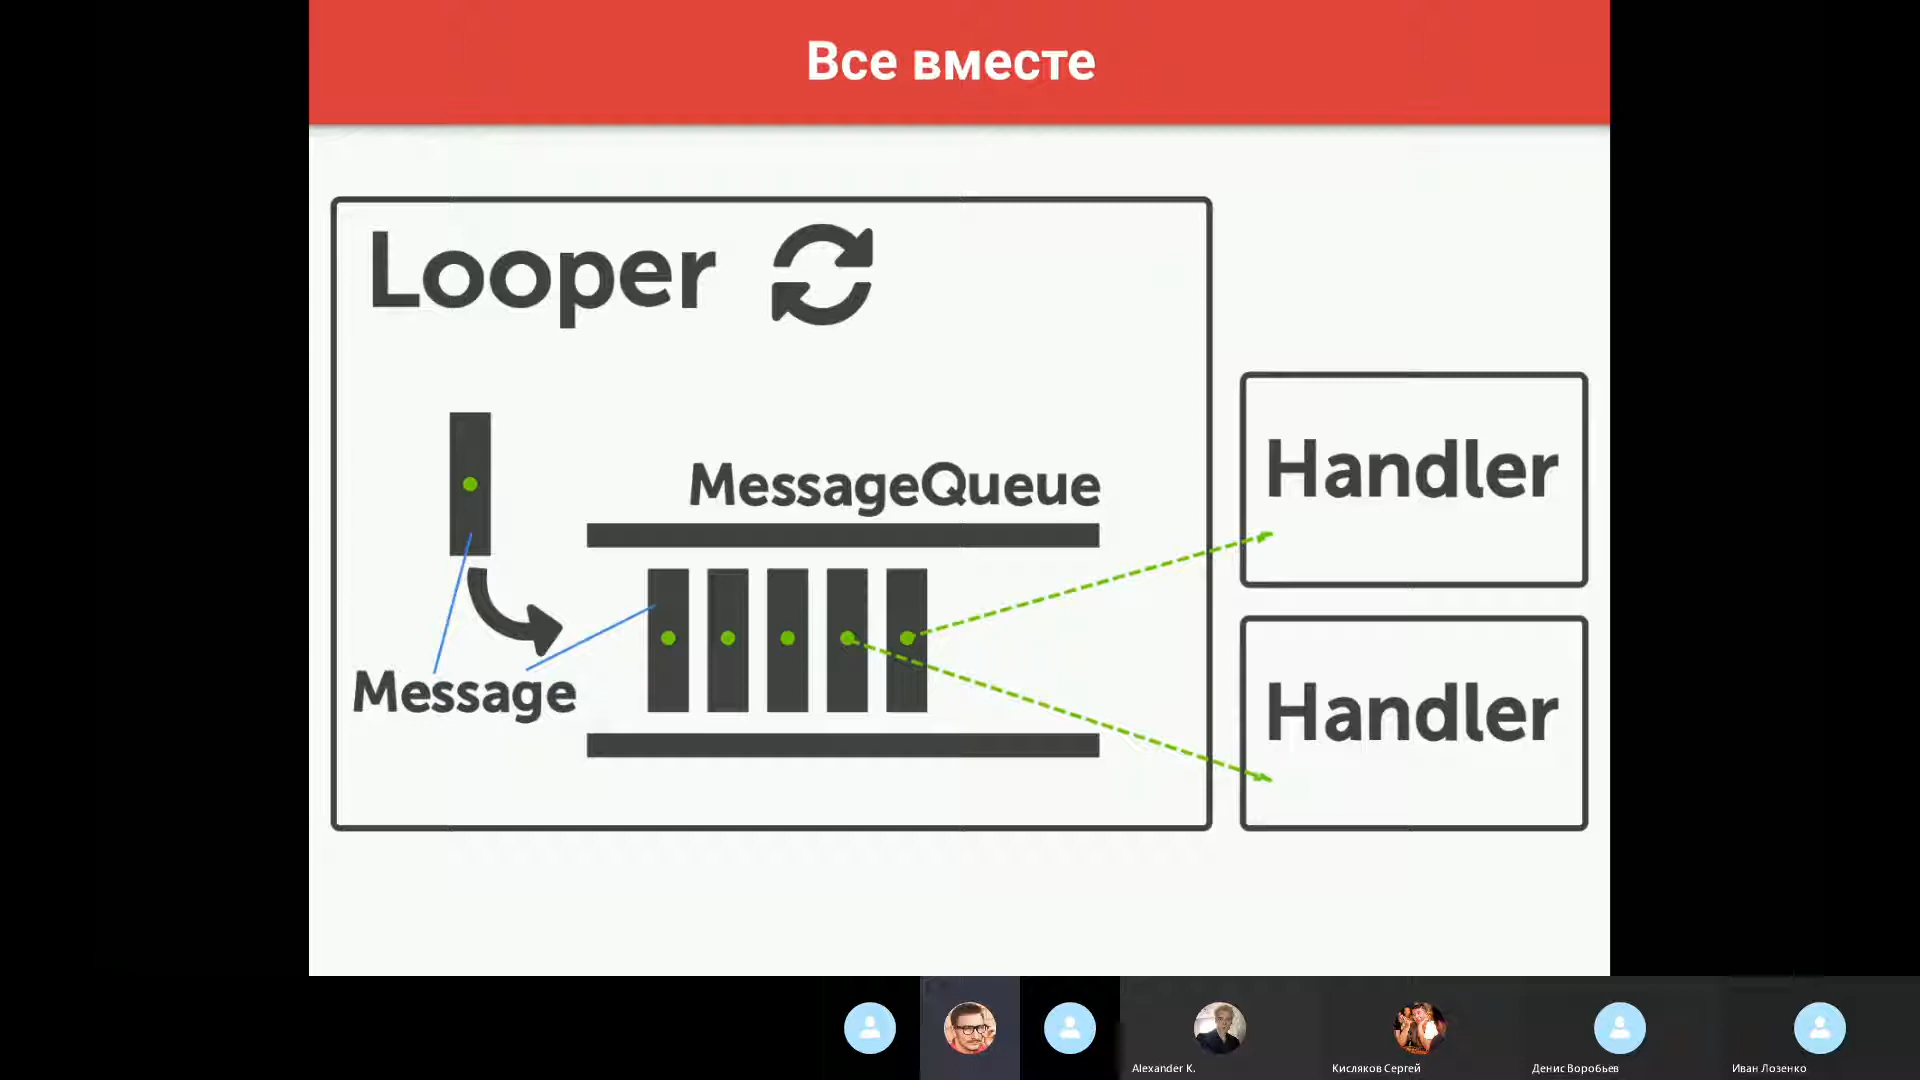 Все вместе
Looper
MessageQueue
Handler
Message
Handler
Alexander K.
Кисляков Сергей
Денис Воробьев
Иван Лозенко